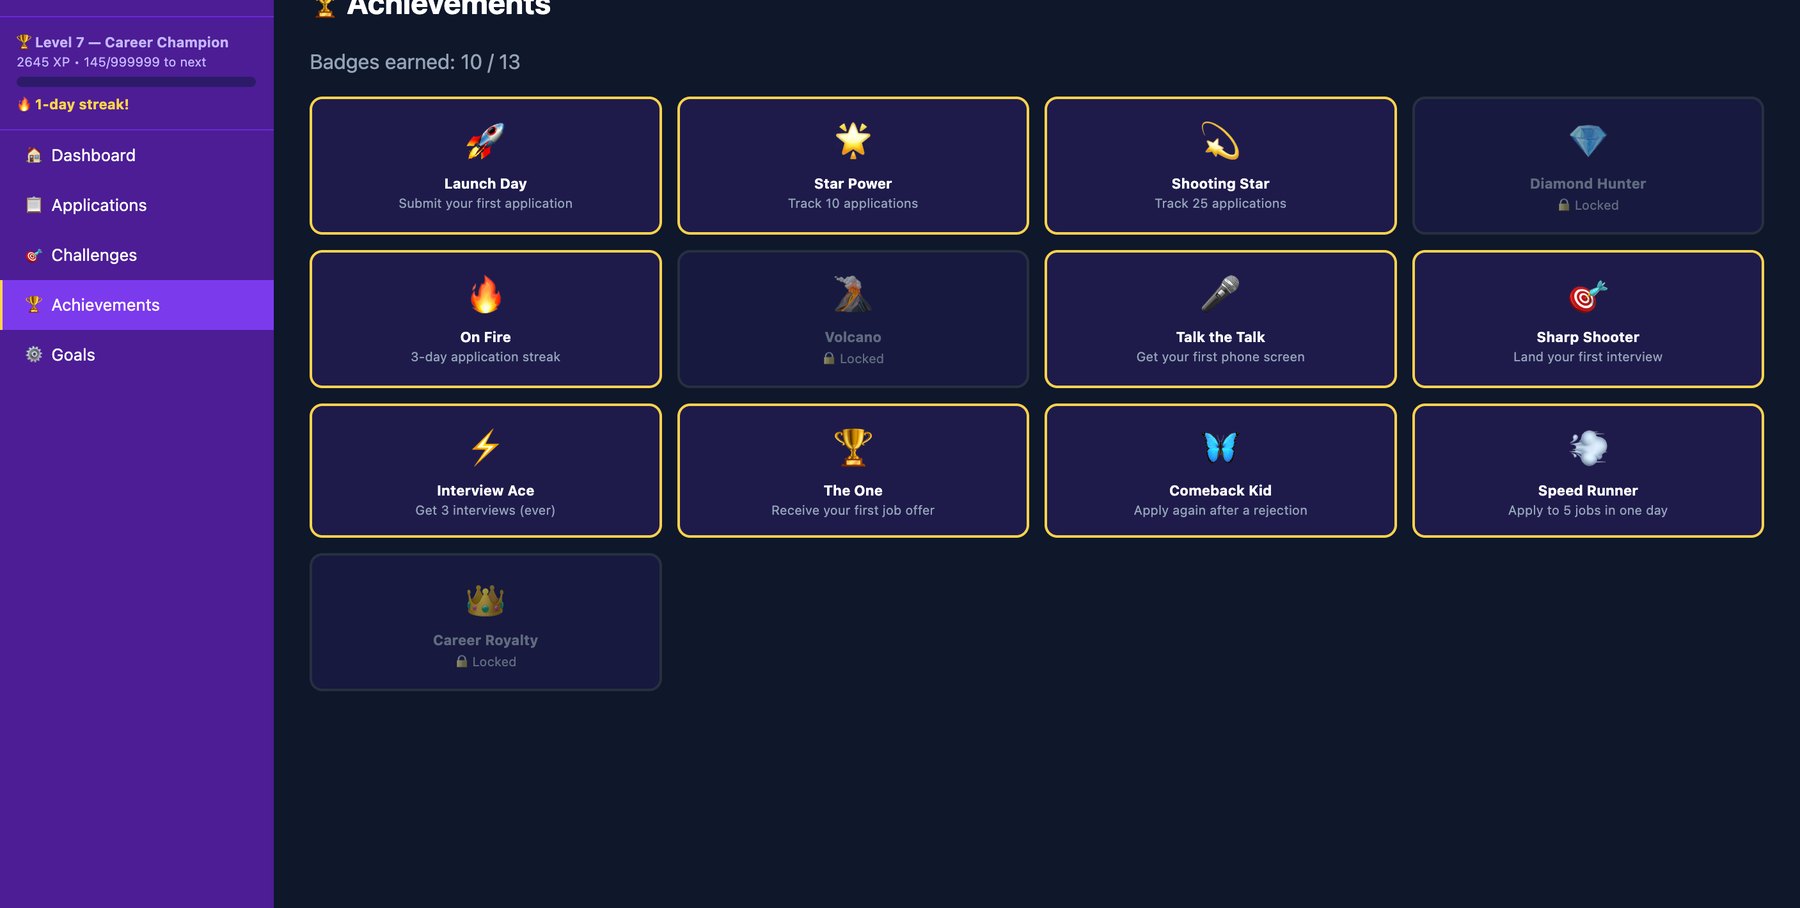 Achievements
Level 7 — Career Champion
2645 XP • 145/999999 to next
1-day streak!
Dashboard
Applications
Challenges
Achievements
Goals
Badges earned: 10 / 13
Launch Day
Submit your first application
Star Power
Track 10 applications
Shooting Star
Track 25 applications
Diamond Hunter
Locked
On Fire
3-day application streak
Volcano
Locked
Talk the Talk
Get your first phone screen
Sharp Shooter
Land your first interview
Interview Ace
Get 3 interviews (ever)
The One
Receive your first job offer
Comeback Kid
Apply again after a rejection
Speed Runner
Apply to 5 jobs in one day
Career Royalty
Locked